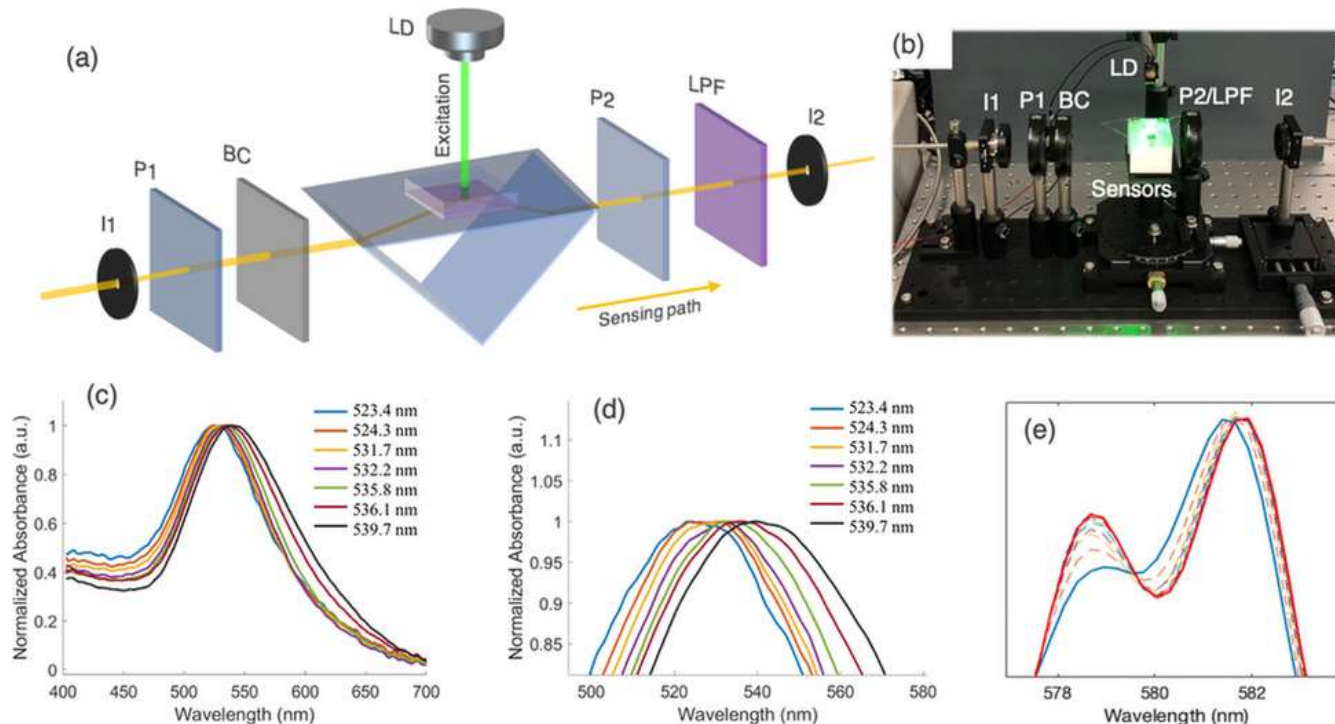 (a)
LD
Excitation
P1
BC
I1
P2
LPF
I2
Sensing path
(b)
LD
I1
P1
BC
P2/LPF
I2
Sensors
(c)
Normalized Absorbance (a.u.)
1
0.8
0.6
0.4
0.2
0
400
450
500
550
600
650
700
Wavelength (nm)
523.4 nm
524.3 nm
531.7 nm
532.2 nm
535.8 nm
536.1 nm
539.7 nm
(d)
Normalized Absorbance (a.u.)
1.1
1.05
1
0.95
0.9
0.85
500
520
540
560
580
Wavelength (nm)
523.4 nm
524.3 nm
531.7 nm
532.2 nm
535.8 nm
536.1 nm
539.7 nm
(e)
578
580
582
Wavelength (nm)